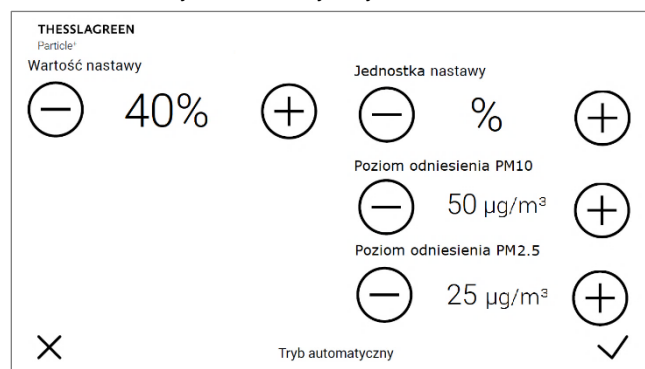 THESSLAGREEN
Particle⁺
Wartość nastawy
40%
Jednostka nastawy
%
Poziom odniesienia PM10
50 µg/m³
Poziom odniesienia PM2.5
25 µg/m³
Tryb automatyczny